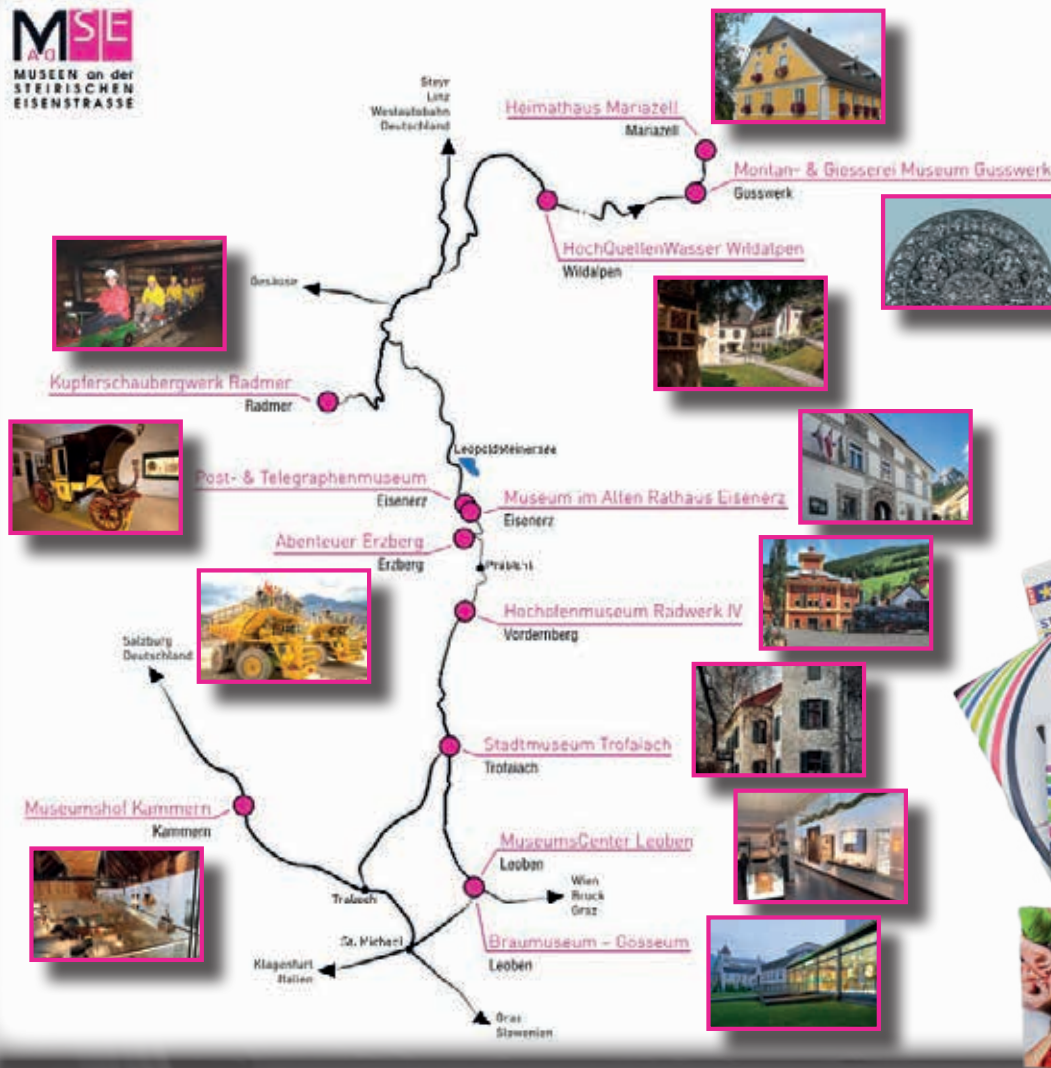 MSE
AD
MUSEEN an der
STEIRISCHEN
EISENSTRASSE
Steyr
Linz
Westautobahn
Deutschland
Heimathaus Mariazell
Mariazell
Montan- & Giesserei Museum Gusswerk
Gusswerk
HochQuellenWasser Wildalpen
Wildalpen
Gesäuse
Kupferschaubergwerk Radmer
Radmer
Leopoldsteinersee
Post- & Telegraphenmuseum
Eisenerz
Museum im Alten Rathaus Eisenerz
Eisenerz
Abenteuer Erzberg
Erzberg
Präbichl
Hochofenmuseum Radwerk IV
Vordernberg
Salzburg
Deutschland
Stadtmuseum Trofaiach
Trofaiach
Museumshof Kammern
Kammern
MuseumsCenter Leoben
Leoben
Traboch
Wien
Bruck
Graz
St. Michael
Braumuseum - Gösseum
Leoben
Klagenfurt
Italien
Graz
Slowenien